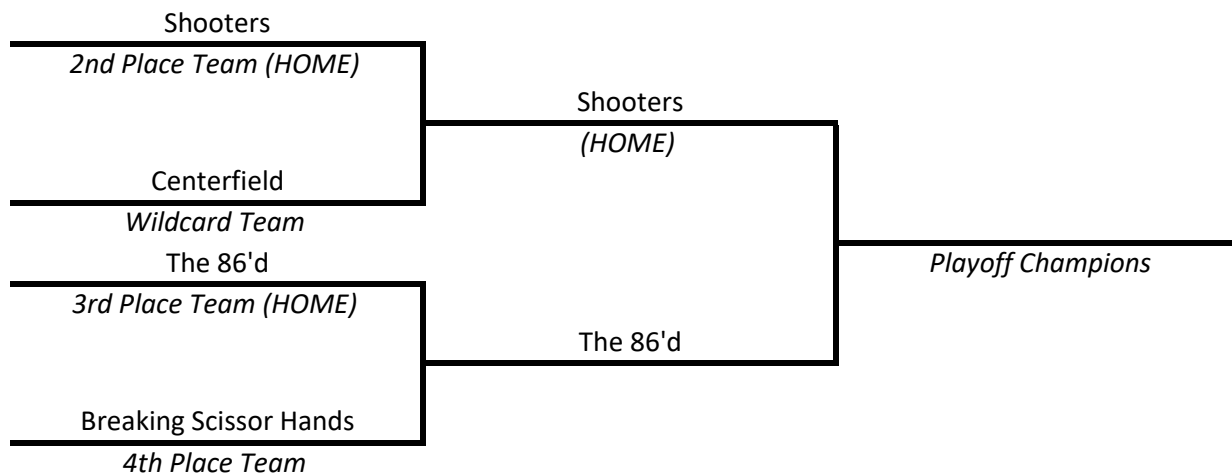 Shooters
2nd Place Team (HOME)
Shooters
(HOME)
Centerfield
Wildcard Team
The 86'd
Playoff Champions
3rd Place Team (HOME)
The 86'd
Breaking Scissor Hands
4th Place Team